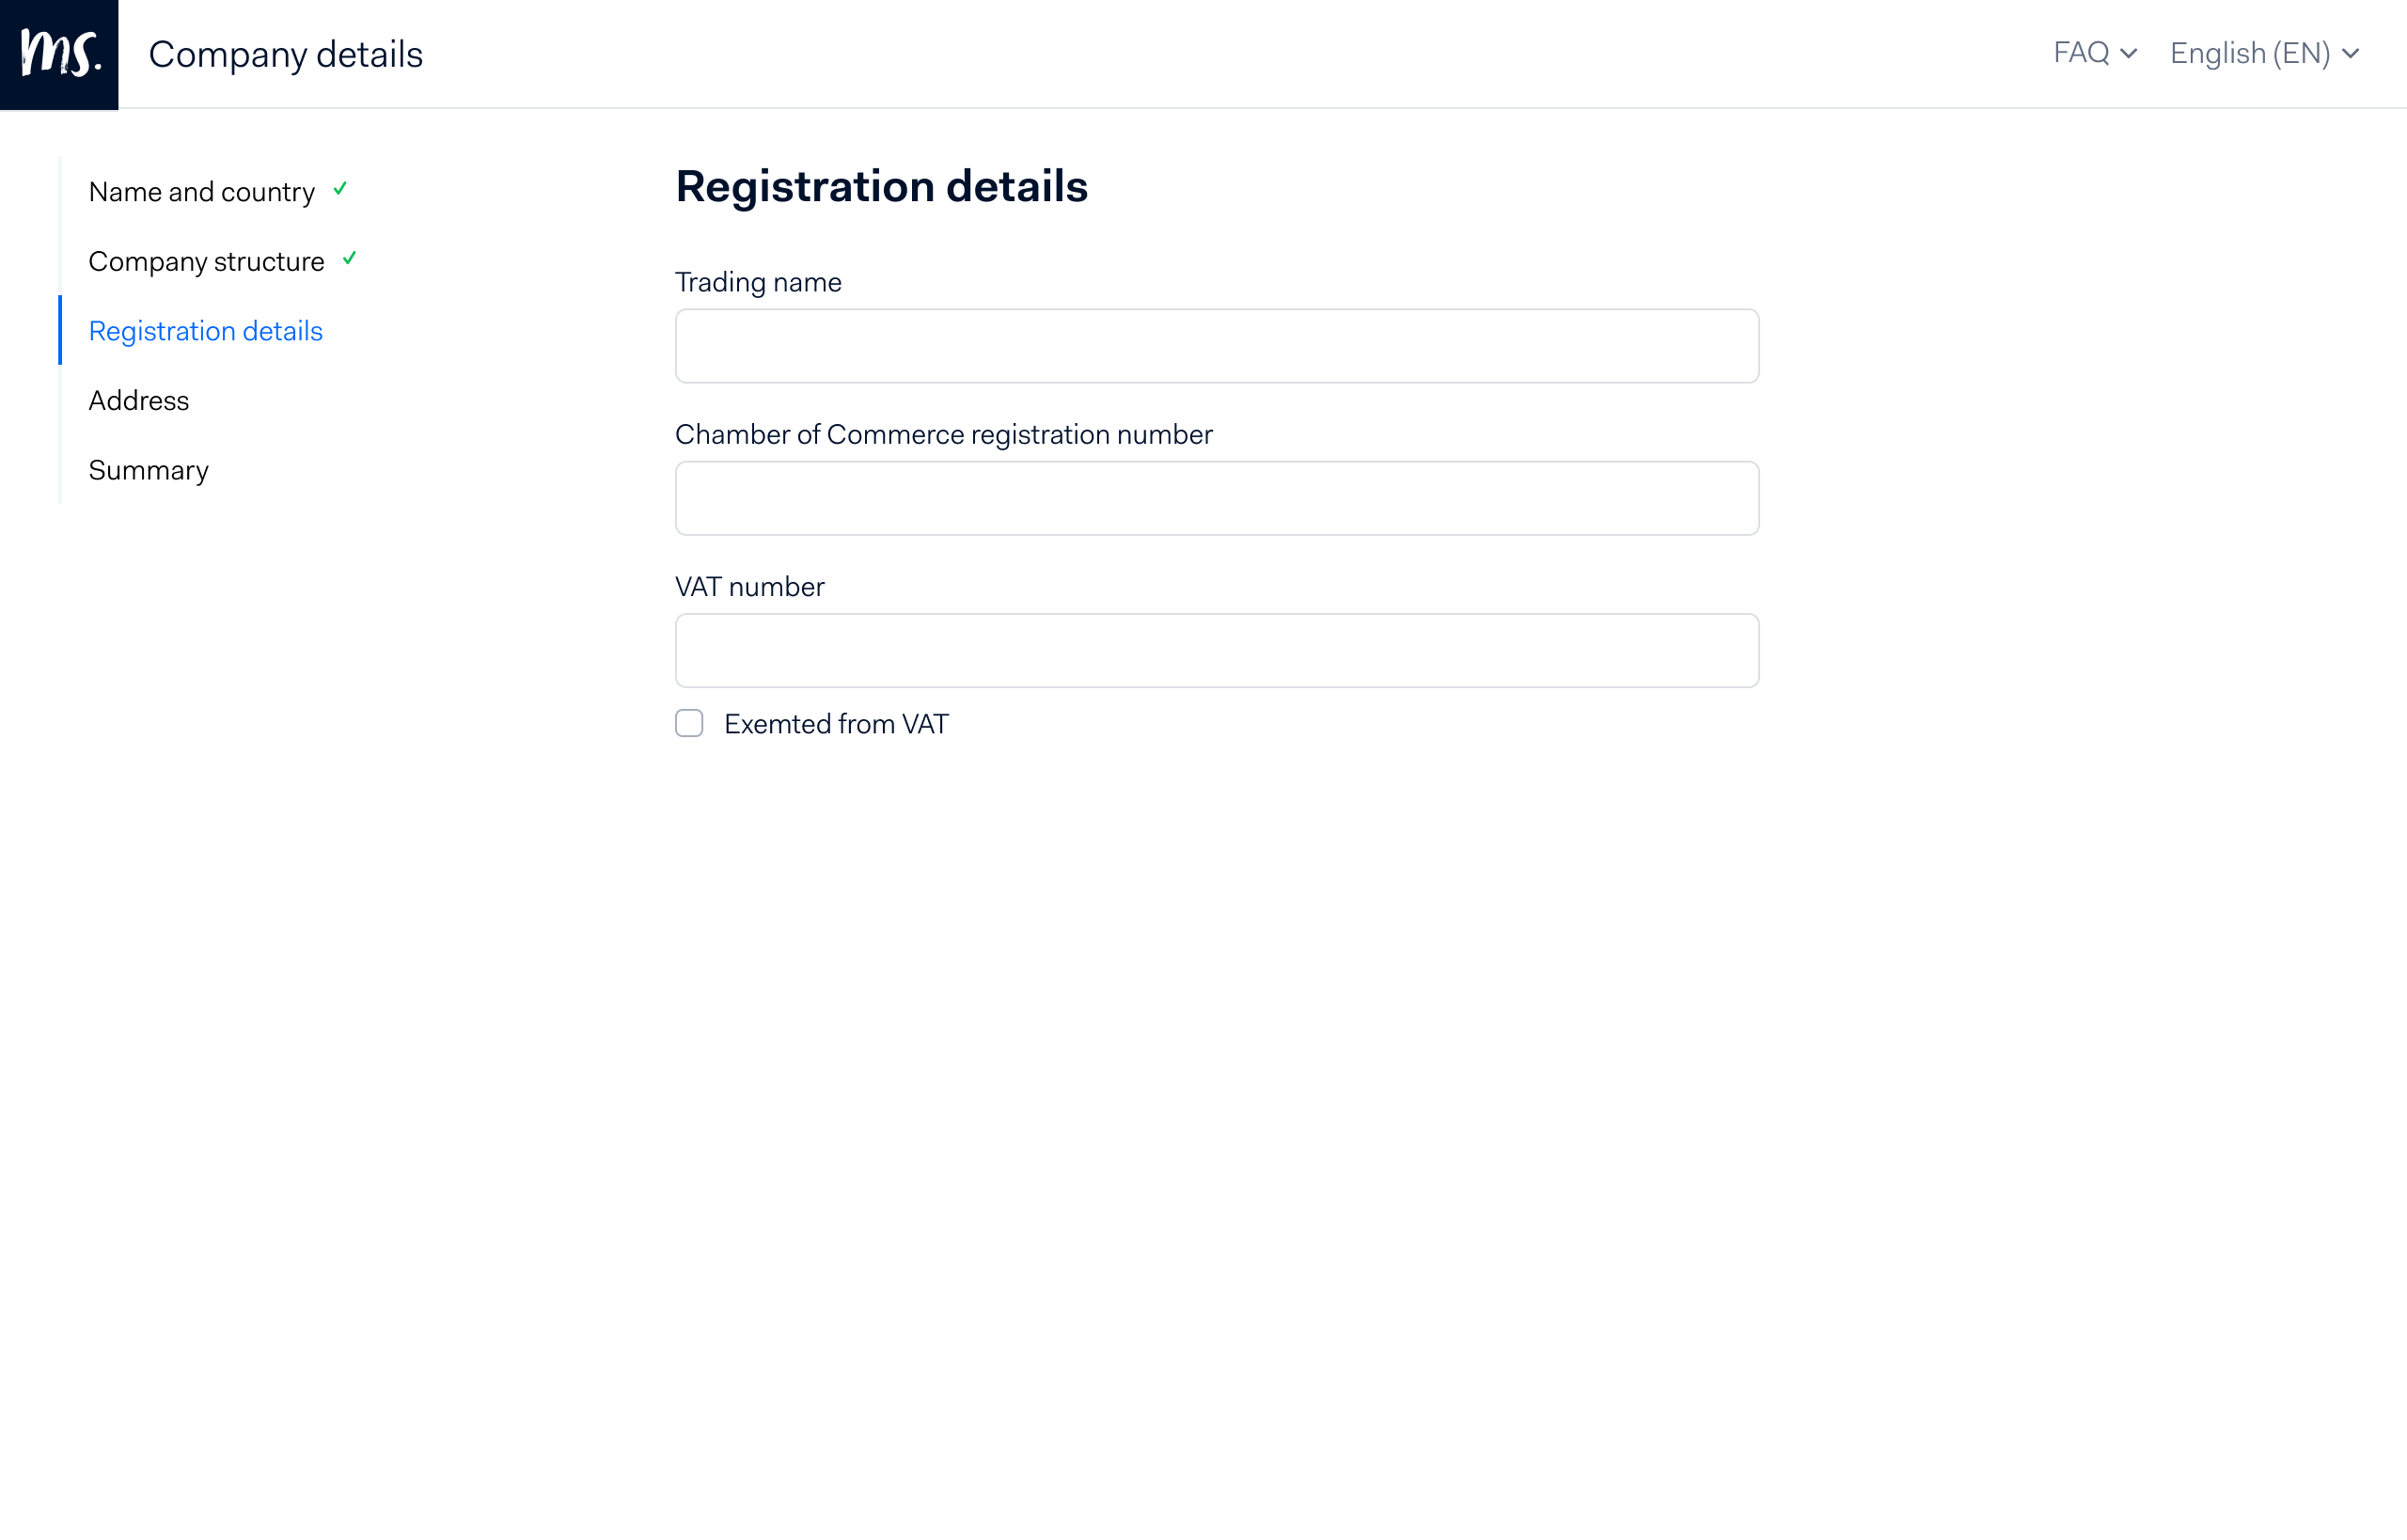 ms.
Company details
FAQ
English (EN)
Name and country
Company structure
Registration details
Address
Summary
Registration details
Trading name
Chamber of Commerce registration number
VAT number
Exemted from VAT